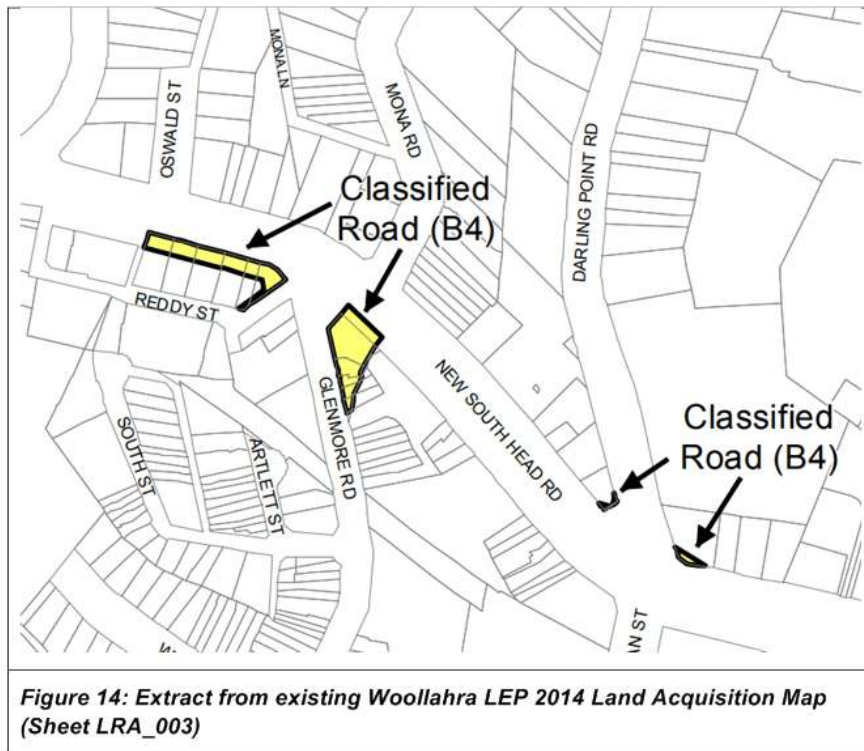 MONA LN
MONA RD
OSWALD ST
DARLING POINT RD
Classified
Road (B4)
REDDY ST
GLENMORE RD
NEW SOUTH HEAD RD
Classified
Road (B4)
SOUTH ST
ARTLETT ST
AN ST
Figure 14: Extract from existing Woollahra LEP 2014 Land Acquisition Map
(Sheet LRA_003)